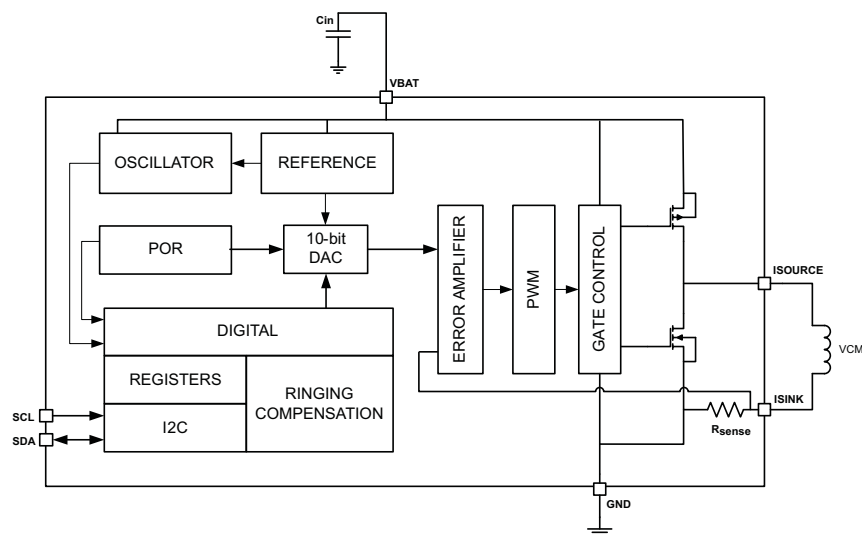 Cin
VBAT
OSCILLATOR
REFERENCE
POR
10-bit
DAC
ERROR AMPLIFIER
PWM
GATE CONTROL
ISOURCE
VCM
DIGITAL
REGISTERS
RINGING
COMPENSATION
I2C
SCL
SDA
ISINK
Rsense
GND